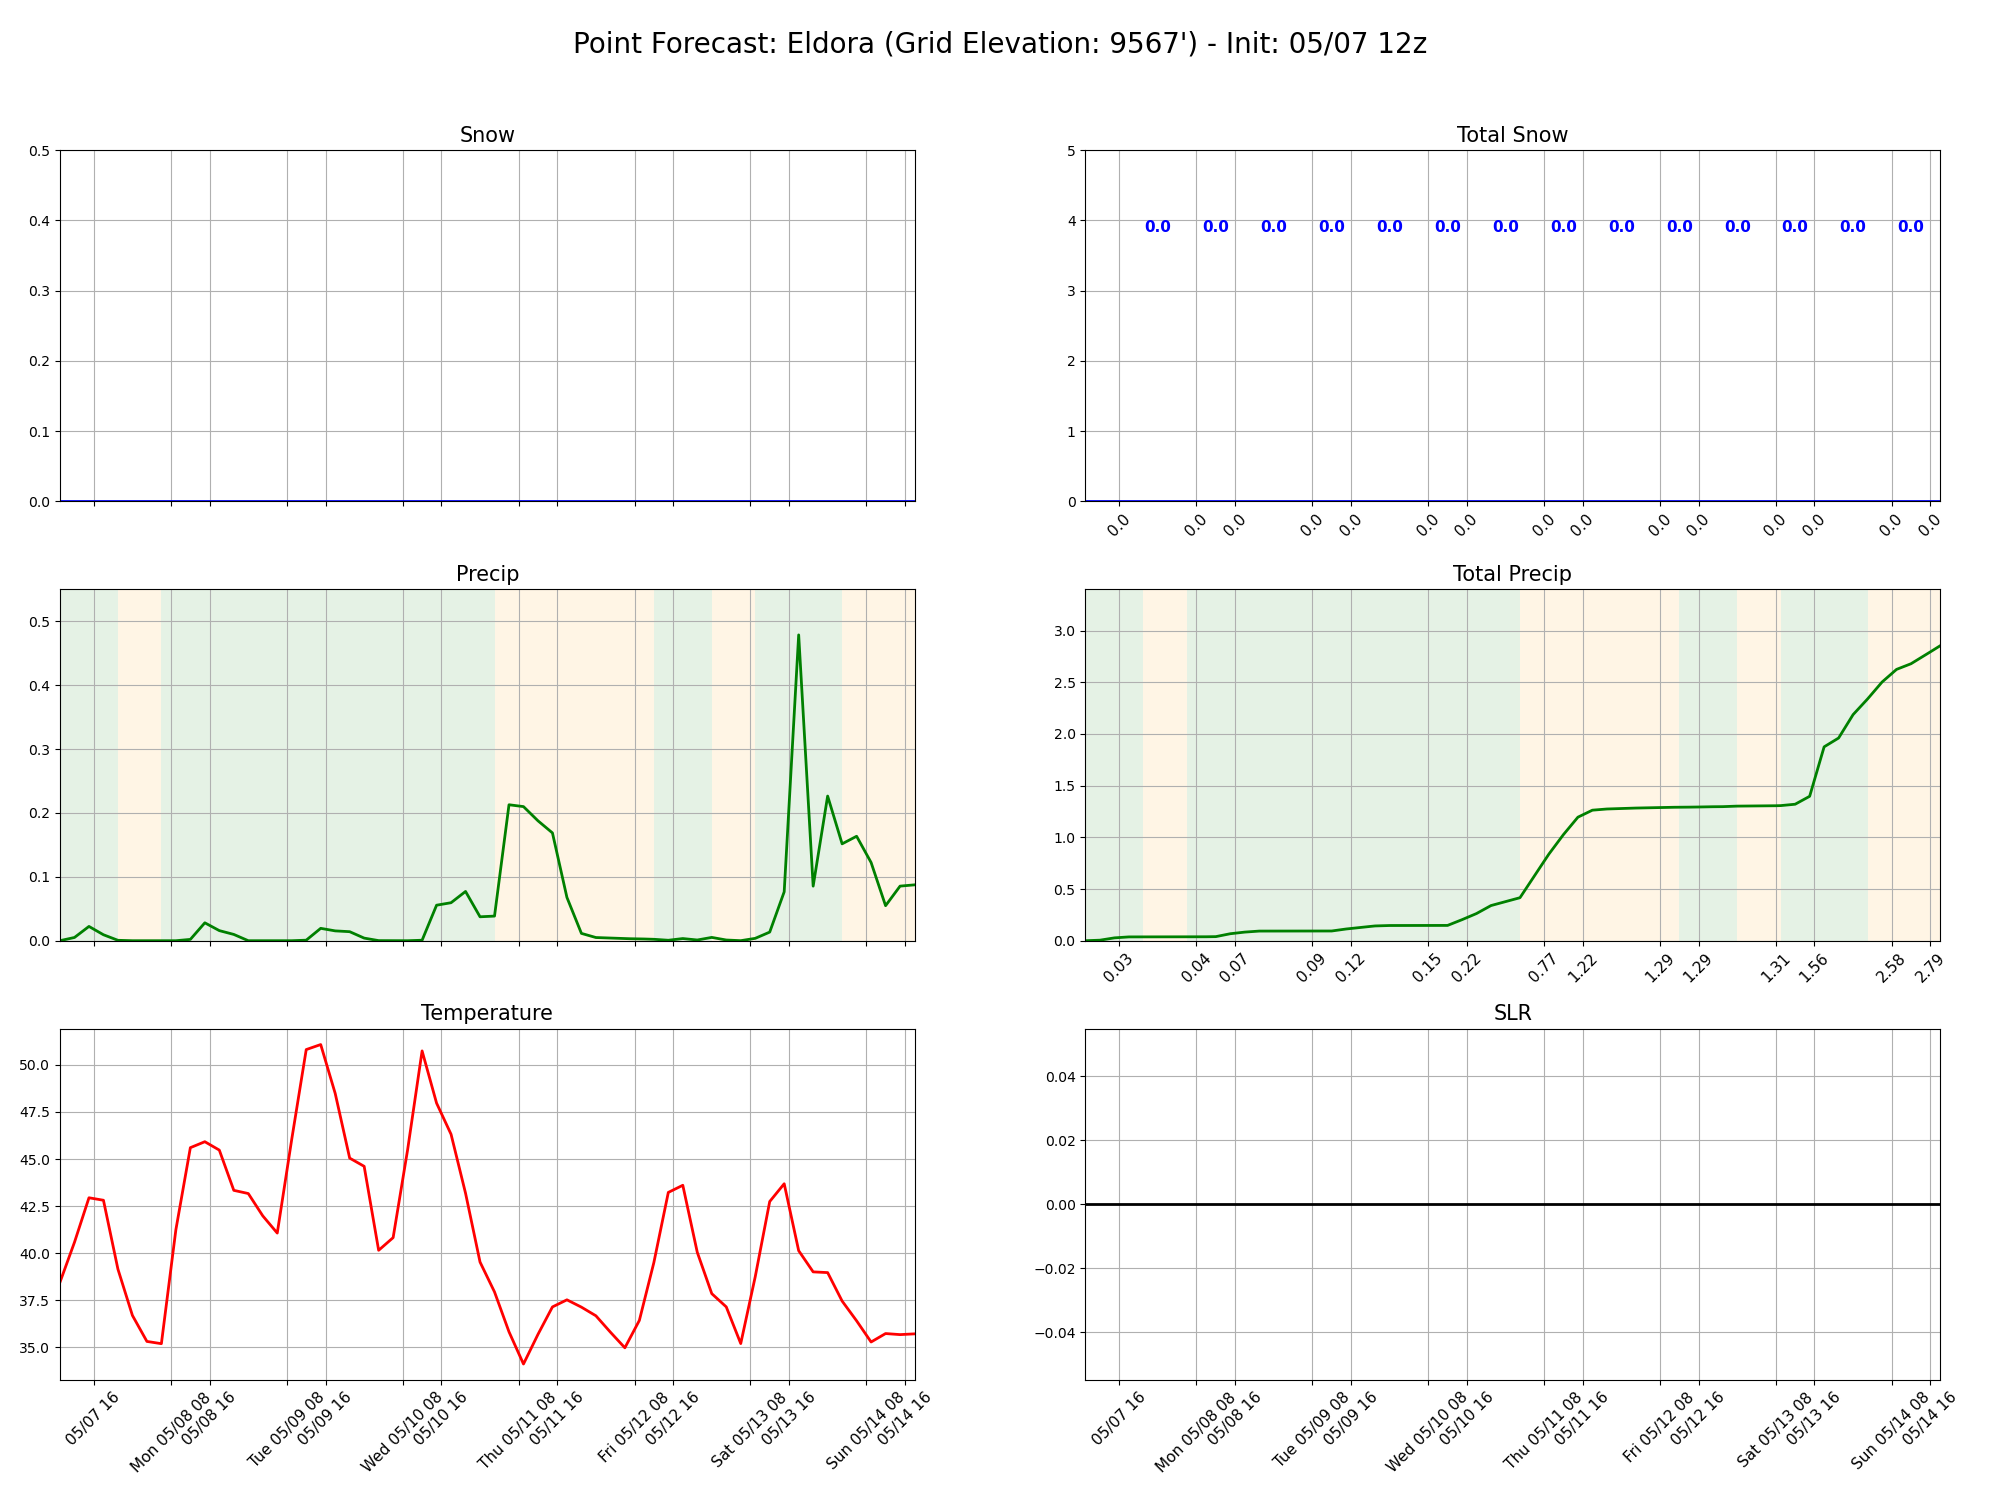 Point Forecast: Eldora (Grid Elevation: 9567') - Init: 05/07 12z
Snow
0.5
0.4
0.3
0.2
0.1
0.0
Total Snow
5
4
3
2
1
0
0.0 0.0 0.0 0.0 0.0 0.0 0.0 0.0 0.0 0.0 0.0 0.0 0.0 0.0
0.0 0.0 0.0 0.0 0.0 0.0 0.0 0.0 0.0 0.0 0.0 0.0 0.0 0.0 0.0
Precip
0.5
0.4
0.3
0.2
0.1
0.0
Total Precip
3.0
2.5
2.0
1.5
1.0
0.5
0.0
0.03 0.04 0.07 0.09 0.12 0.15 0.22 0.77 1.22 1.29 1.29 1.31 1.56 2.58 2.79
Temperature
50.0
47.5
45.0
42.5
40.0
37.5
35.0
05/07 16
Mon 05/08 08
05/08 16
Tue 05/09 08
05/09 16
Wed 05/10 08
05/10 16
Thu 05/11 08
05/11 16
Fri 05/12 08
05/12 16
Sat 05/13 08
05/13 16
Sun 05/14 08
05/14 16
SLR
0.04
0.02
0.00
−0.02
−0.04
05/07 16
Mon 05/08 08
05/08 16
Tue 05/09 08
05/09 16
Wed 05/10 08
05/10 16
Thu 05/11 08
05/11 16
Fri 05/12 08
05/12 16
Sat 05/13 08
05/13 16
Sun 05/14 08
05/14 16